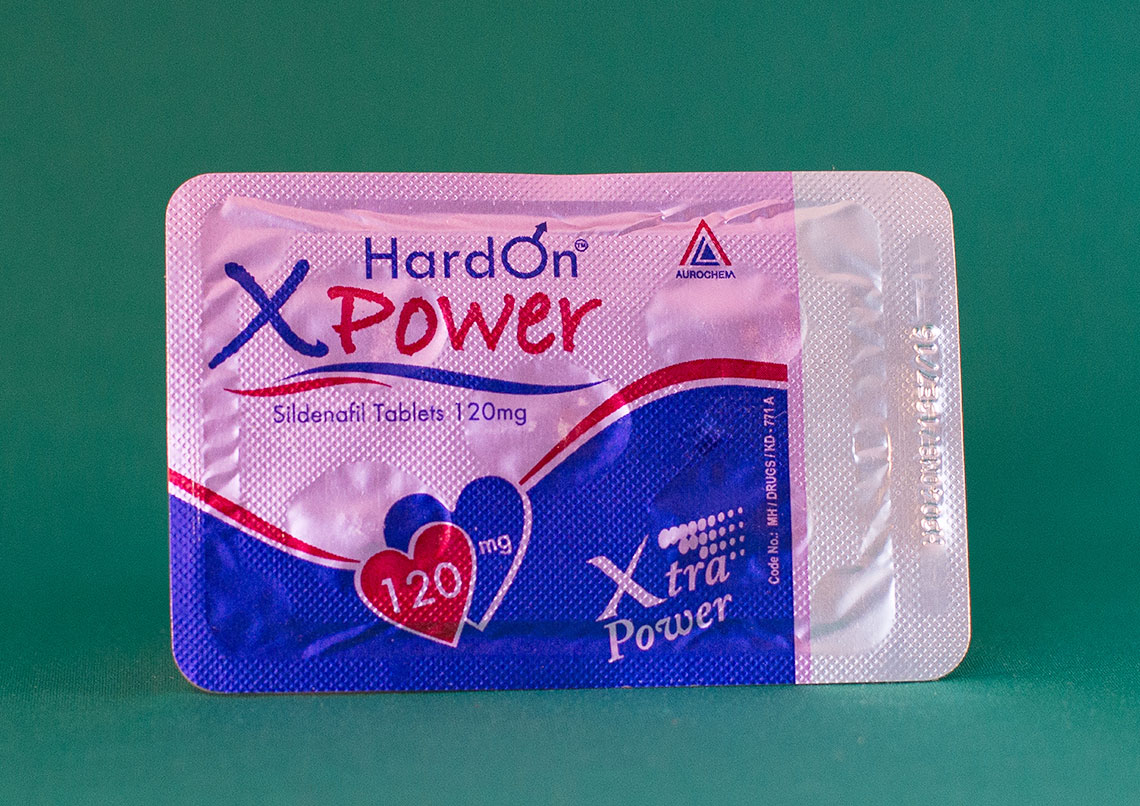 HardOn™
XPower
AUROCHEM
Sildenafil Tablets 120mg
120 mg
Xtra
Power
Code No.: MH / DRUGS / KD - 771 A